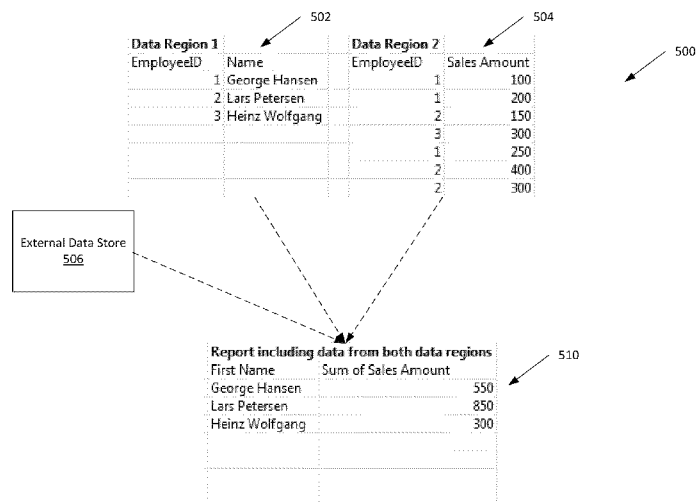 502
504
500
Data Region 1 Data Region 2
EmployeeID Name EmployeeID Sales Amount
1 George Hansen 1 100
2 Lars Petersen 1 200
3 Heinz Wolfgang 2 150
3 300
1 250
2 400
2 300
External Data Store
506
Report including data from both data regions
510
First Name Sum of Sales Amount
George Hansen 550
Lars Petersen 850
Heinz Wolfgang 300